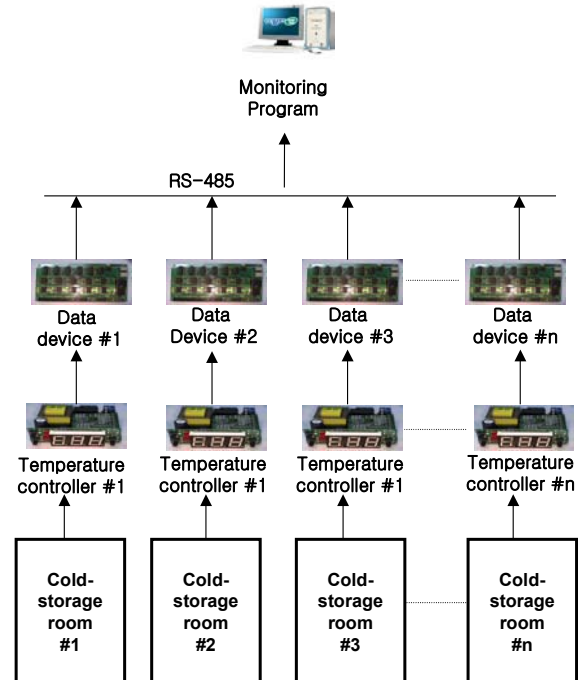 Monitoring
Program
RS-485
Data
device #1
Data
Device #2
Data
device #3
Data
device #n
Temperature
controller #1
Temperature
controller #1
Temperature
controller #1
Temperature
controller #n
Cold-
storage
room
#1
Cold-
storage
room
#2
Cold-
storage
room
#3
Cold-
storage
room
#n